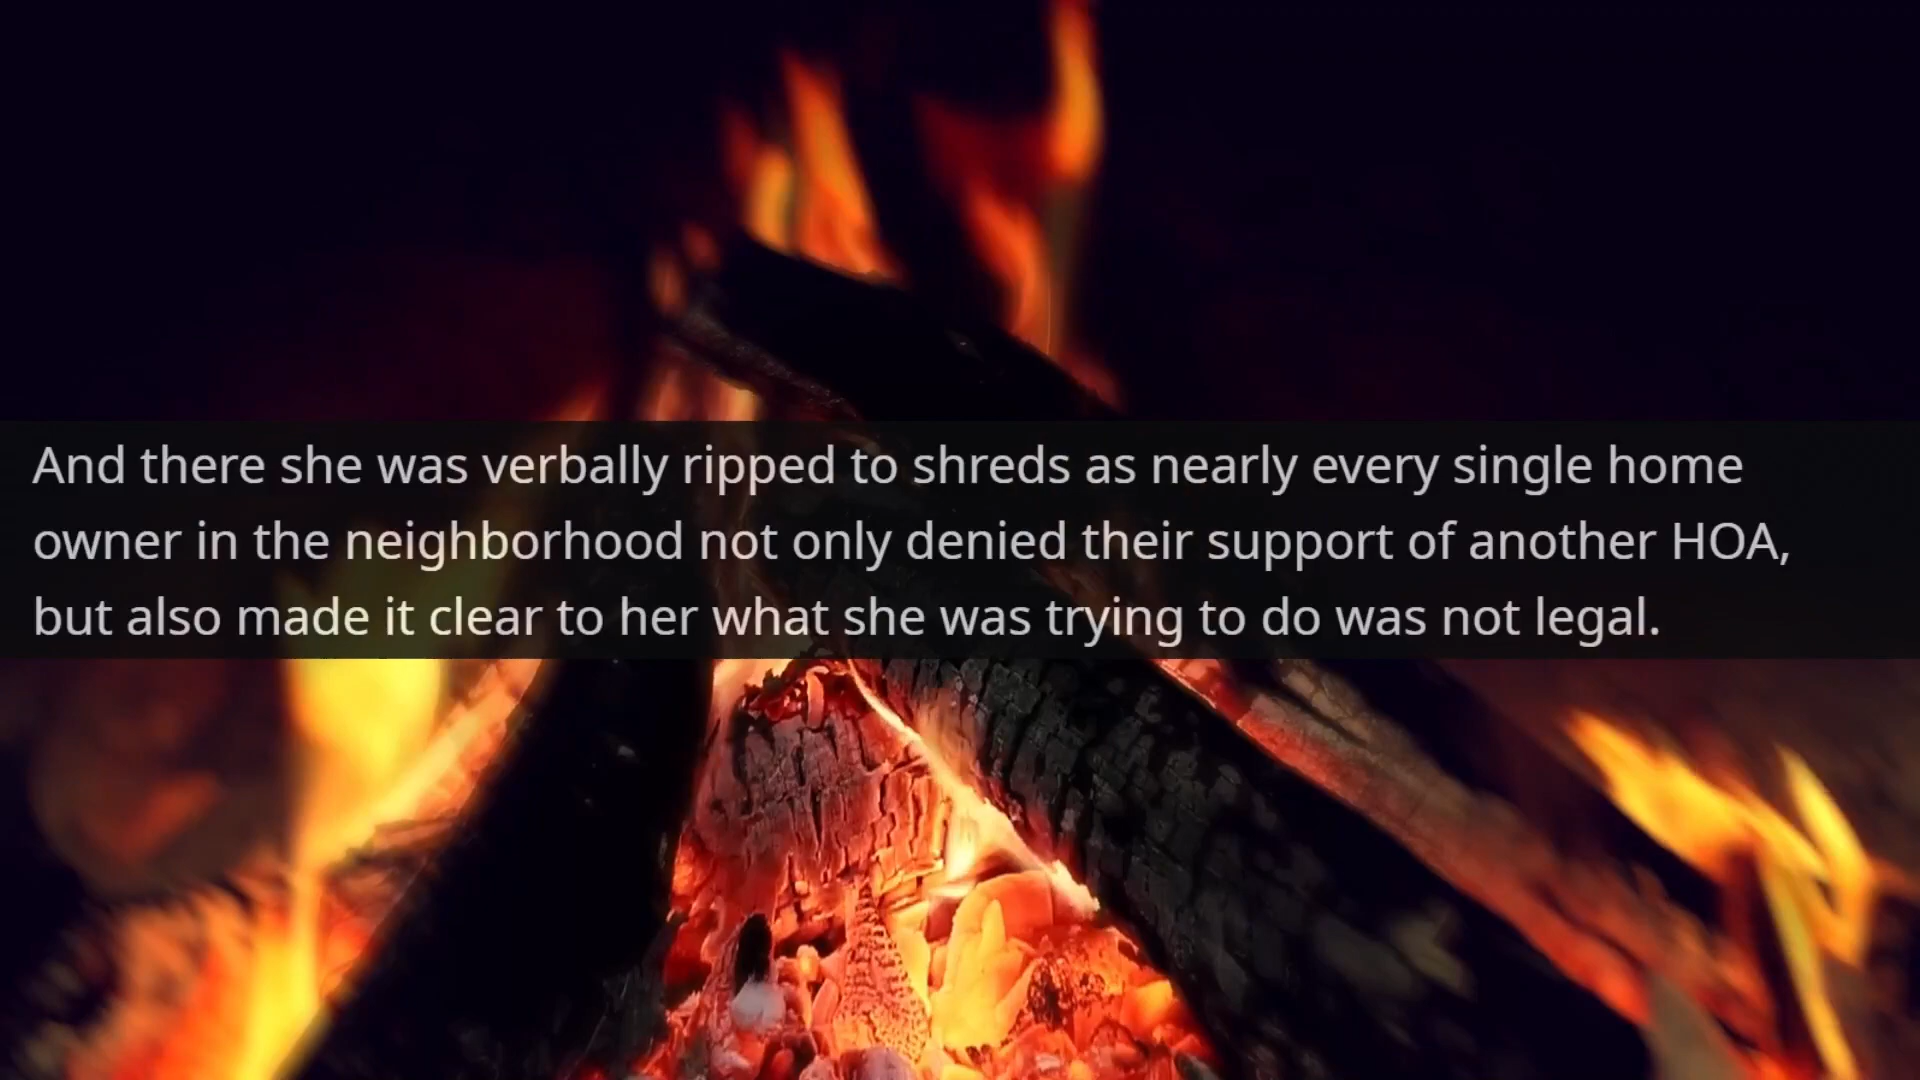 And there she was verbally ripped to shreds as nearly every single home
owner in the neighborhood not only denied their support of another HOA,
but also made it clear to her what she was trying to do was not legal.